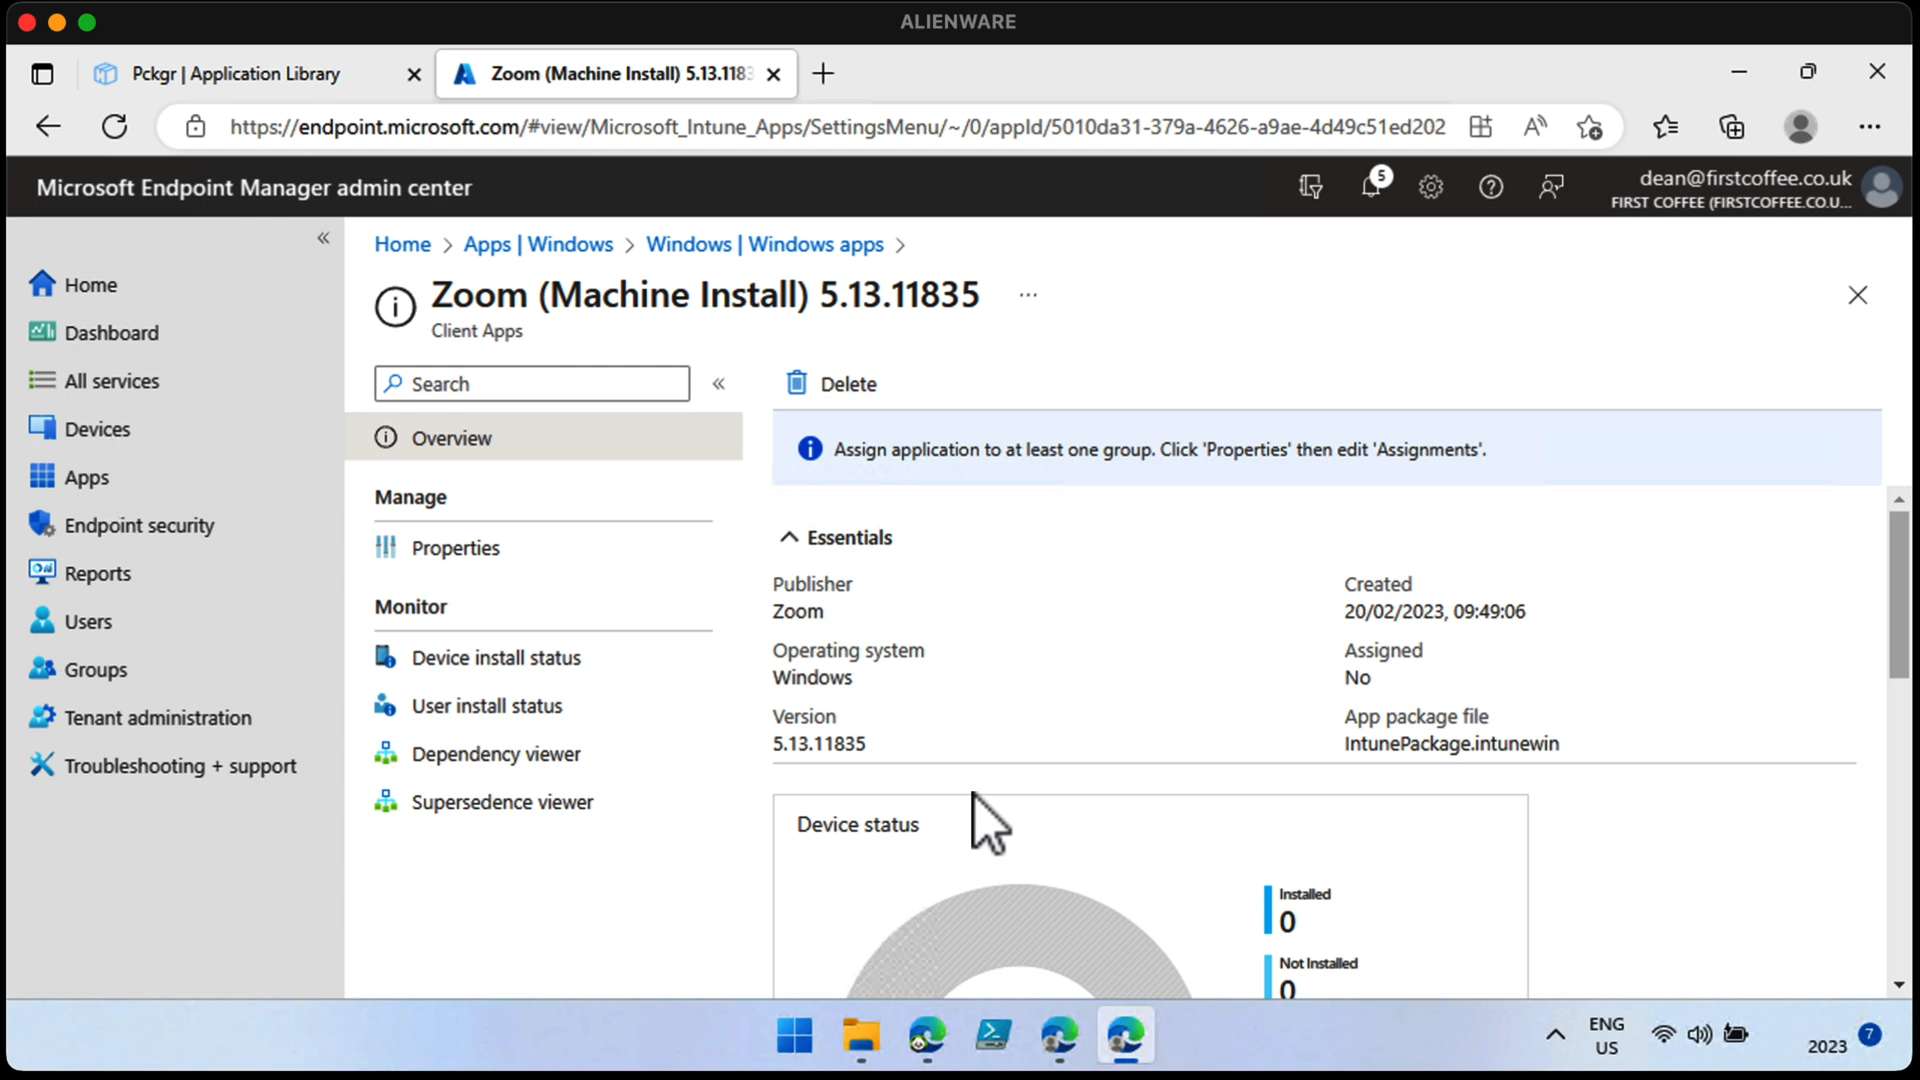 ALIENWARE
Pckgr | Application Library
Zoom (Machine Install) 5.13.1183
https://endpoint.microsoft.com/#view/Microsoft_Intune_Apps/SettingsMenu/~/0/appId/5010da31-379a-4626-a9ae-4d49c51ed202
Microsoft Endpoint Manager admin center
5
dean@firstcoffee.co.uk
FIRST COFFEE (FIRSTCOFFEE.CO.U...
Home > Apps | Windows > Windows | Windows apps >
Zoom (Machine Install) 5.13.11835 ...
Client Apps
Home
Dashboard
All services
Devices
Apps
Endpoint security
Reports
Users
Groups
Tenant administration
Troubleshooting + support
Search
Overview
Manage
Properties
Monitor
Device install status
User install status
Dependency viewer
Supersedence viewer
Delete
Assign application to at least one group. Click 'Properties' then edit 'Assignments'.
Essentials
Publisher
Zoom
Created
20/02/2023, 09:49:06
Operating system
Windows
Assigned
No
Version
5.13.11835
App package file
IntunePackage.intunewin
Device status
Installed
0
Not Installed
0
ENG
US
2023
7